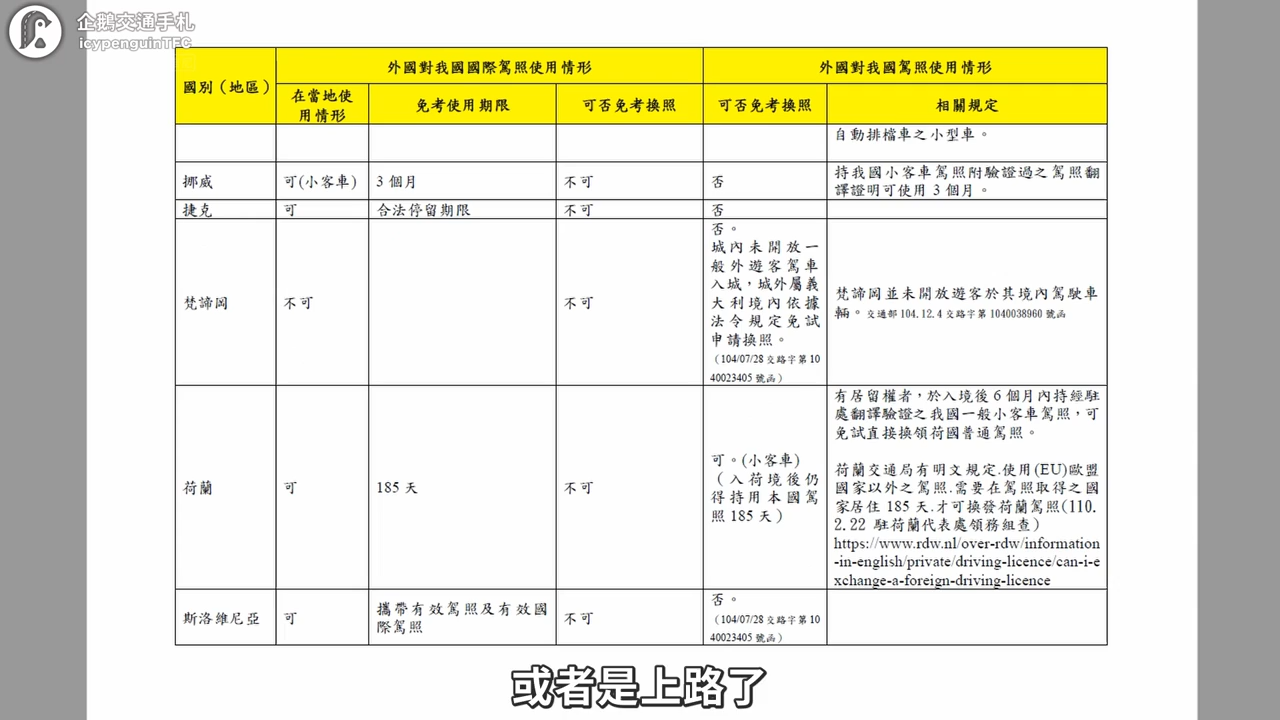 企鵝交通手札
icypenguinTEC
國別（地區）
外國對我國國際駕照使用情形
外國對我國駕照使用情形
在當地使
用情形
免考使用期限
可否免考換照
可否免考換照
相關規定
自動排檔車之小型車。
挪威
可(小客車)
3 個月
不可
否
持我國小客車駕照附驗證過之駕照翻
譯證明可使用 3 個月。
捷克
可
合法停留期限
不可
否
梵諦岡
不可
不可
否。
城內未開放一
般外遊客駕車
入城，城外屬義
大利境內依據
法令規定免試
申請換照。
（104/07/28 交路字第 10
40023405 號函）
梵諦岡並未開放遊客於其境內駕駛車
輛。交通部 104.12.4 交路字第 1040038960 號函
荷蘭
可
185 天
不可
可。(小客車)
（入荷境後仍
得持用本國駕
照 185 天）
有居留權者，於入境後 6 個月內持經駐
處翻譯驗證之我國一般小客車駕照，可
免試直接換領荷國普通駕照。
荷蘭交通局有明文規定.使用(EU)歐盟
國家以外之駕照.需要在駕照取得之國
家居住 185 天.才可換發荷蘭駕照(110.
2.22 駐荷蘭代表處領務組查)
https://www.rdw.nl/over-rdw/information
-in-english/private/driving-licence/can-i-e
xchange-a-foreign-driving-licence
斯洛維尼亞
可
攜帶有效駕照及有效國
際駕照
不可
否。
（104/07/28 交路字第 10
40023405 號函）
或者是上路了